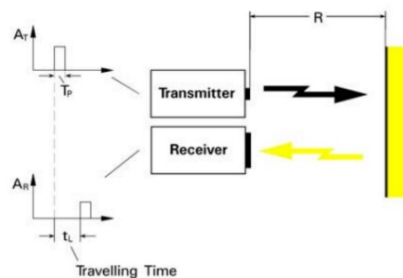 R
A_T
T_P
Transmitter
Receiver
A_R
t_L
Travelling Time